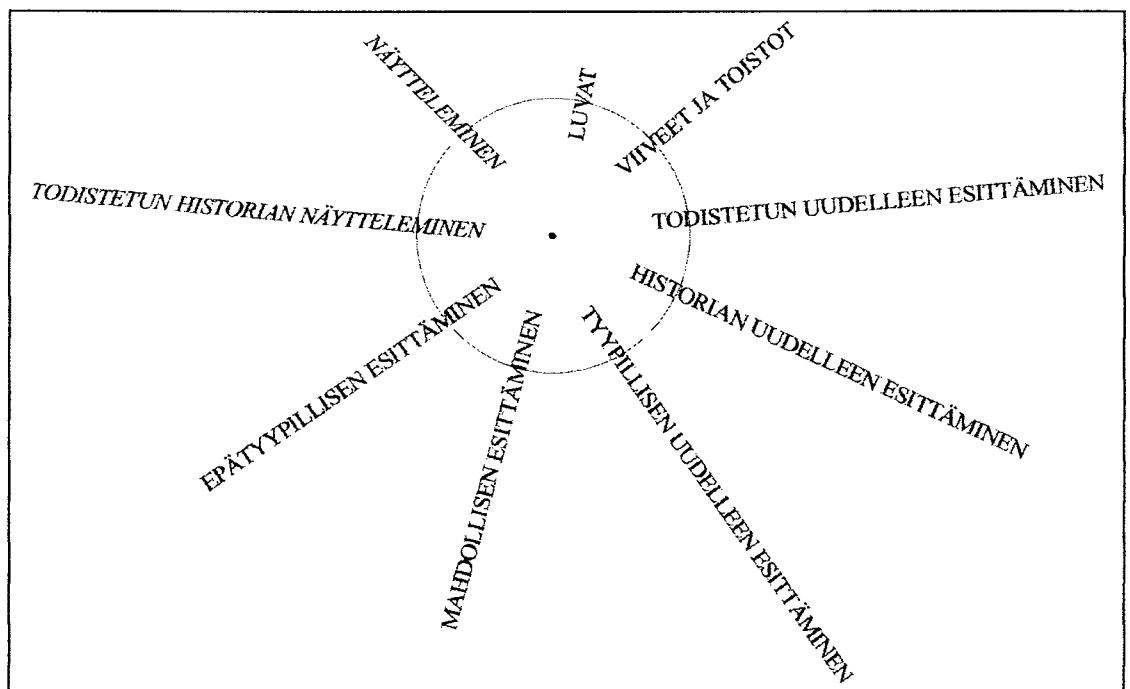 LUVAT
VIIVEET JA TOISTOT
TODISTETUN UUDELLEEN ESITTÄMINEN
HISTORIAN UUDELLEEN ESITTÄMINEN
TYYPILLISEN UUDELLEEN ESITTÄMINEN
MAHDOLLISEN ESITTÄMINEN
EPÄTYYPILLISEN ESITTÄMINEN
TODISTETUN HISTORIAN NÄYTTELEMINEN
NÄYTTELEMINEN